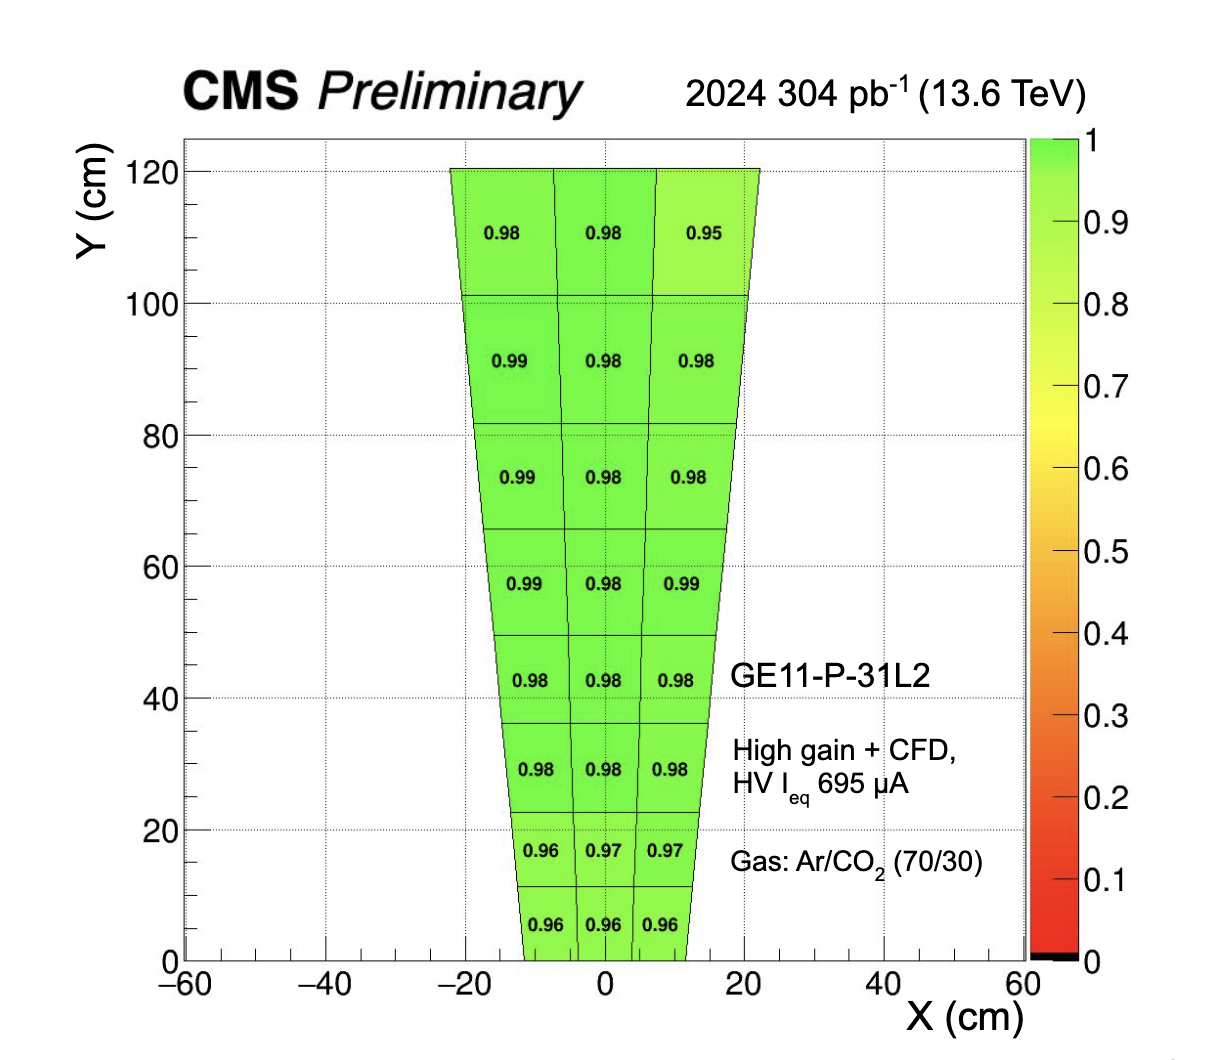 CMS Preliminary 2024 304 pb⁻¹ (13.6 TeV)
Y (cm)
120
100
80
60
40
20
0
0.98 0.98 0.95
0.99 0.98 0.98
0.99 0.98 0.98
0.99 0.98 0.99
0.98 0.98 0.98
0.98 0.98 0.98
0.96 0.97 0.97
0.96 0.96 0.96
GE11-P-31L2
High gain + CFD,
HV I_eq 695 μA
Gas: Ar/CO₂ (70/30)
−60 −40 −20 0 20 40 60
X (cm)
1
0.9
0.8
0.7
0.6
0.5
0.4
0.3
0.2
0.1
0